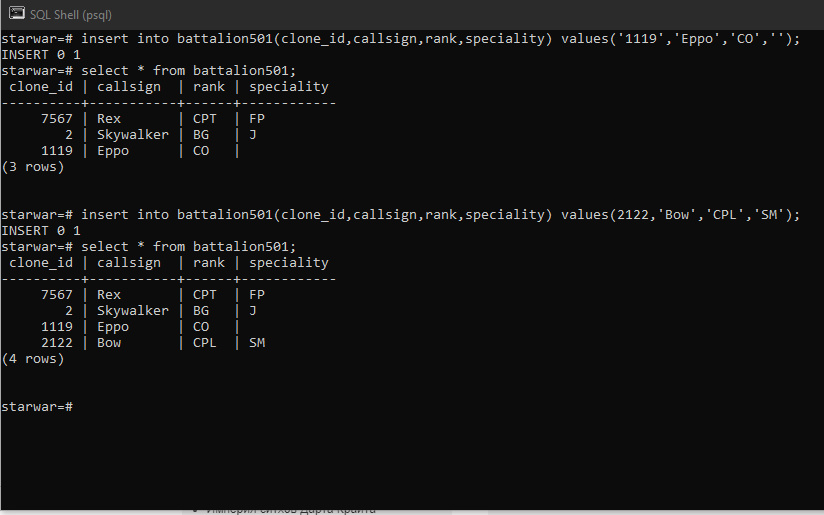 SQL Shell (psql)
starwar=# insert into battalion501(clone_id,callsign,rank,speciality) values('1119','Eppo','CO','');
INSERT 0 1
starwar=# select * from battalion501;
 clone_id | callsign  | rank | speciality
----------+-----------+------+------------
     7567 | Rex       | CPT  | FP
        2 | Skywalker | BG   | J
     1119 | Eppo      | CO   |
(3 rows)
starwar=# insert into battalion501(clone_id,callsign,rank,speciality) values(2122,'Bow','CPL','SM');
INSERT 0 1
starwar=# select * from battalion501;
 clone_id | callsign  | rank | speciality
----------+-----------+------+------------
     7567 | Rex       | CPT  | FP
        2 | Skywalker | BG   | J
     1119 | Eppo      | CO   |
     2122 | Bow       | CPL  | SM
(4 rows)
starwar=#